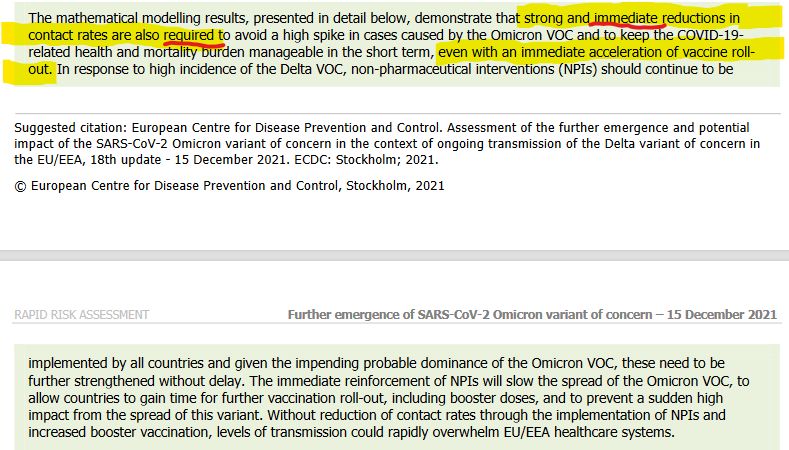 The mathematical modelling results, presented in detail below, demonstrate that strong and immediate reductions in
contact rates are also required to avoid a high spike in cases caused by the Omicron VOC and to keep the COVID-19-
related health and mortality burden manageable in the short term, even with an immediate acceleration of vaccine roll-
out. In response to high incidence of the Delta VOC, non-pharmaceutical interventions (NPIs) should continue to be
Suggested citation: European Centre for Disease Prevention and Control. Assessment of the further emergence and potential
impact of the SARS-CoV-2 Omicron variant of concern in the context of ongoing transmission of the Delta variant of concern in
the EU/EEA, 18th update - 15 December 2021. ECDC: Stockholm; 2021.
© European Centre for Disease Prevention and Control, Stockholm, 2021
RAPID RISK ASSESSMENT Further emergence of SARS-CoV-2 Omicron variant of concern – 15 December 2021
implemented by all countries and given the impending probable dominance of the Omicron VOC, these need to be
further strengthened without delay. The immediate reinforcement of NPIs will slow the spread of the Omicron VOC, to
allow countries to gain time for further vaccination roll-out, including booster doses, and to prevent a sudden high
impact from the spread of this variant. Without reduction of contact rates through the implementation of NPIs and
increased booster vaccination, levels of transmission could rapidly overwhelm EU/EEA healthcare systems.